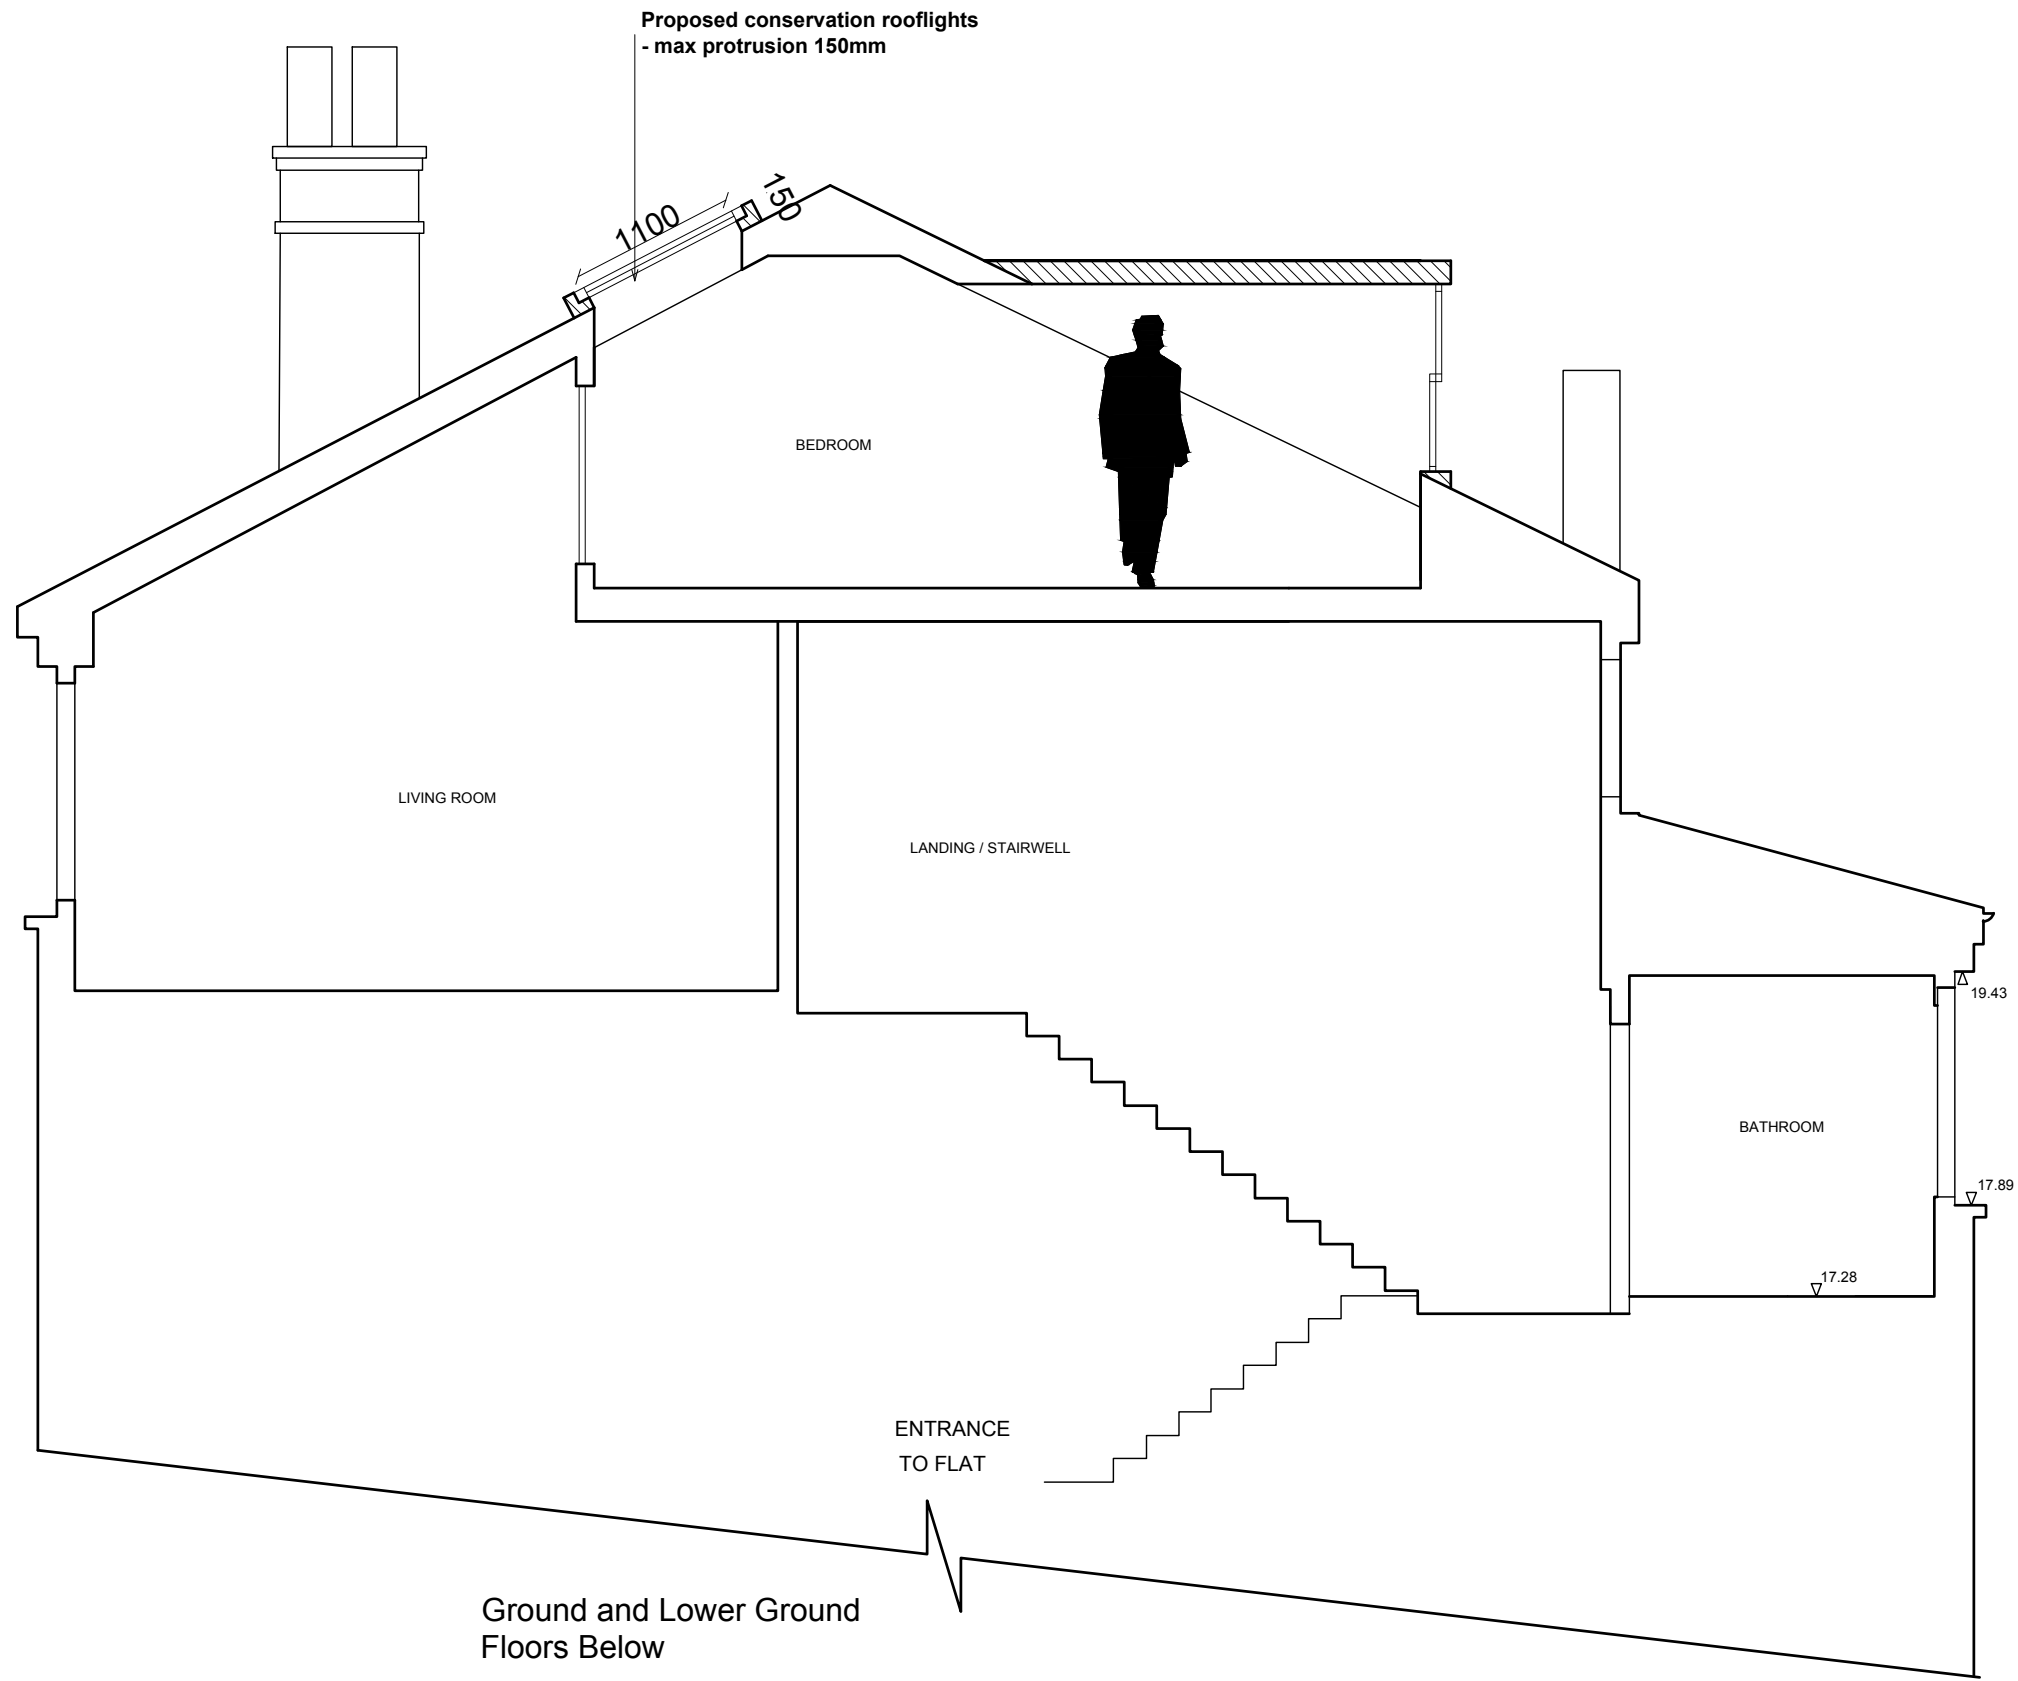 Proposed conservation rooflights
- max protrusion 150mm
1100
150
BEDROOM
LIVING ROOM
LANDING / STAIRWELL
19.43
BATHROOM
17.89
17.28
ENTRANCE
TO FLAT
Ground and Lower Ground
Floors Below